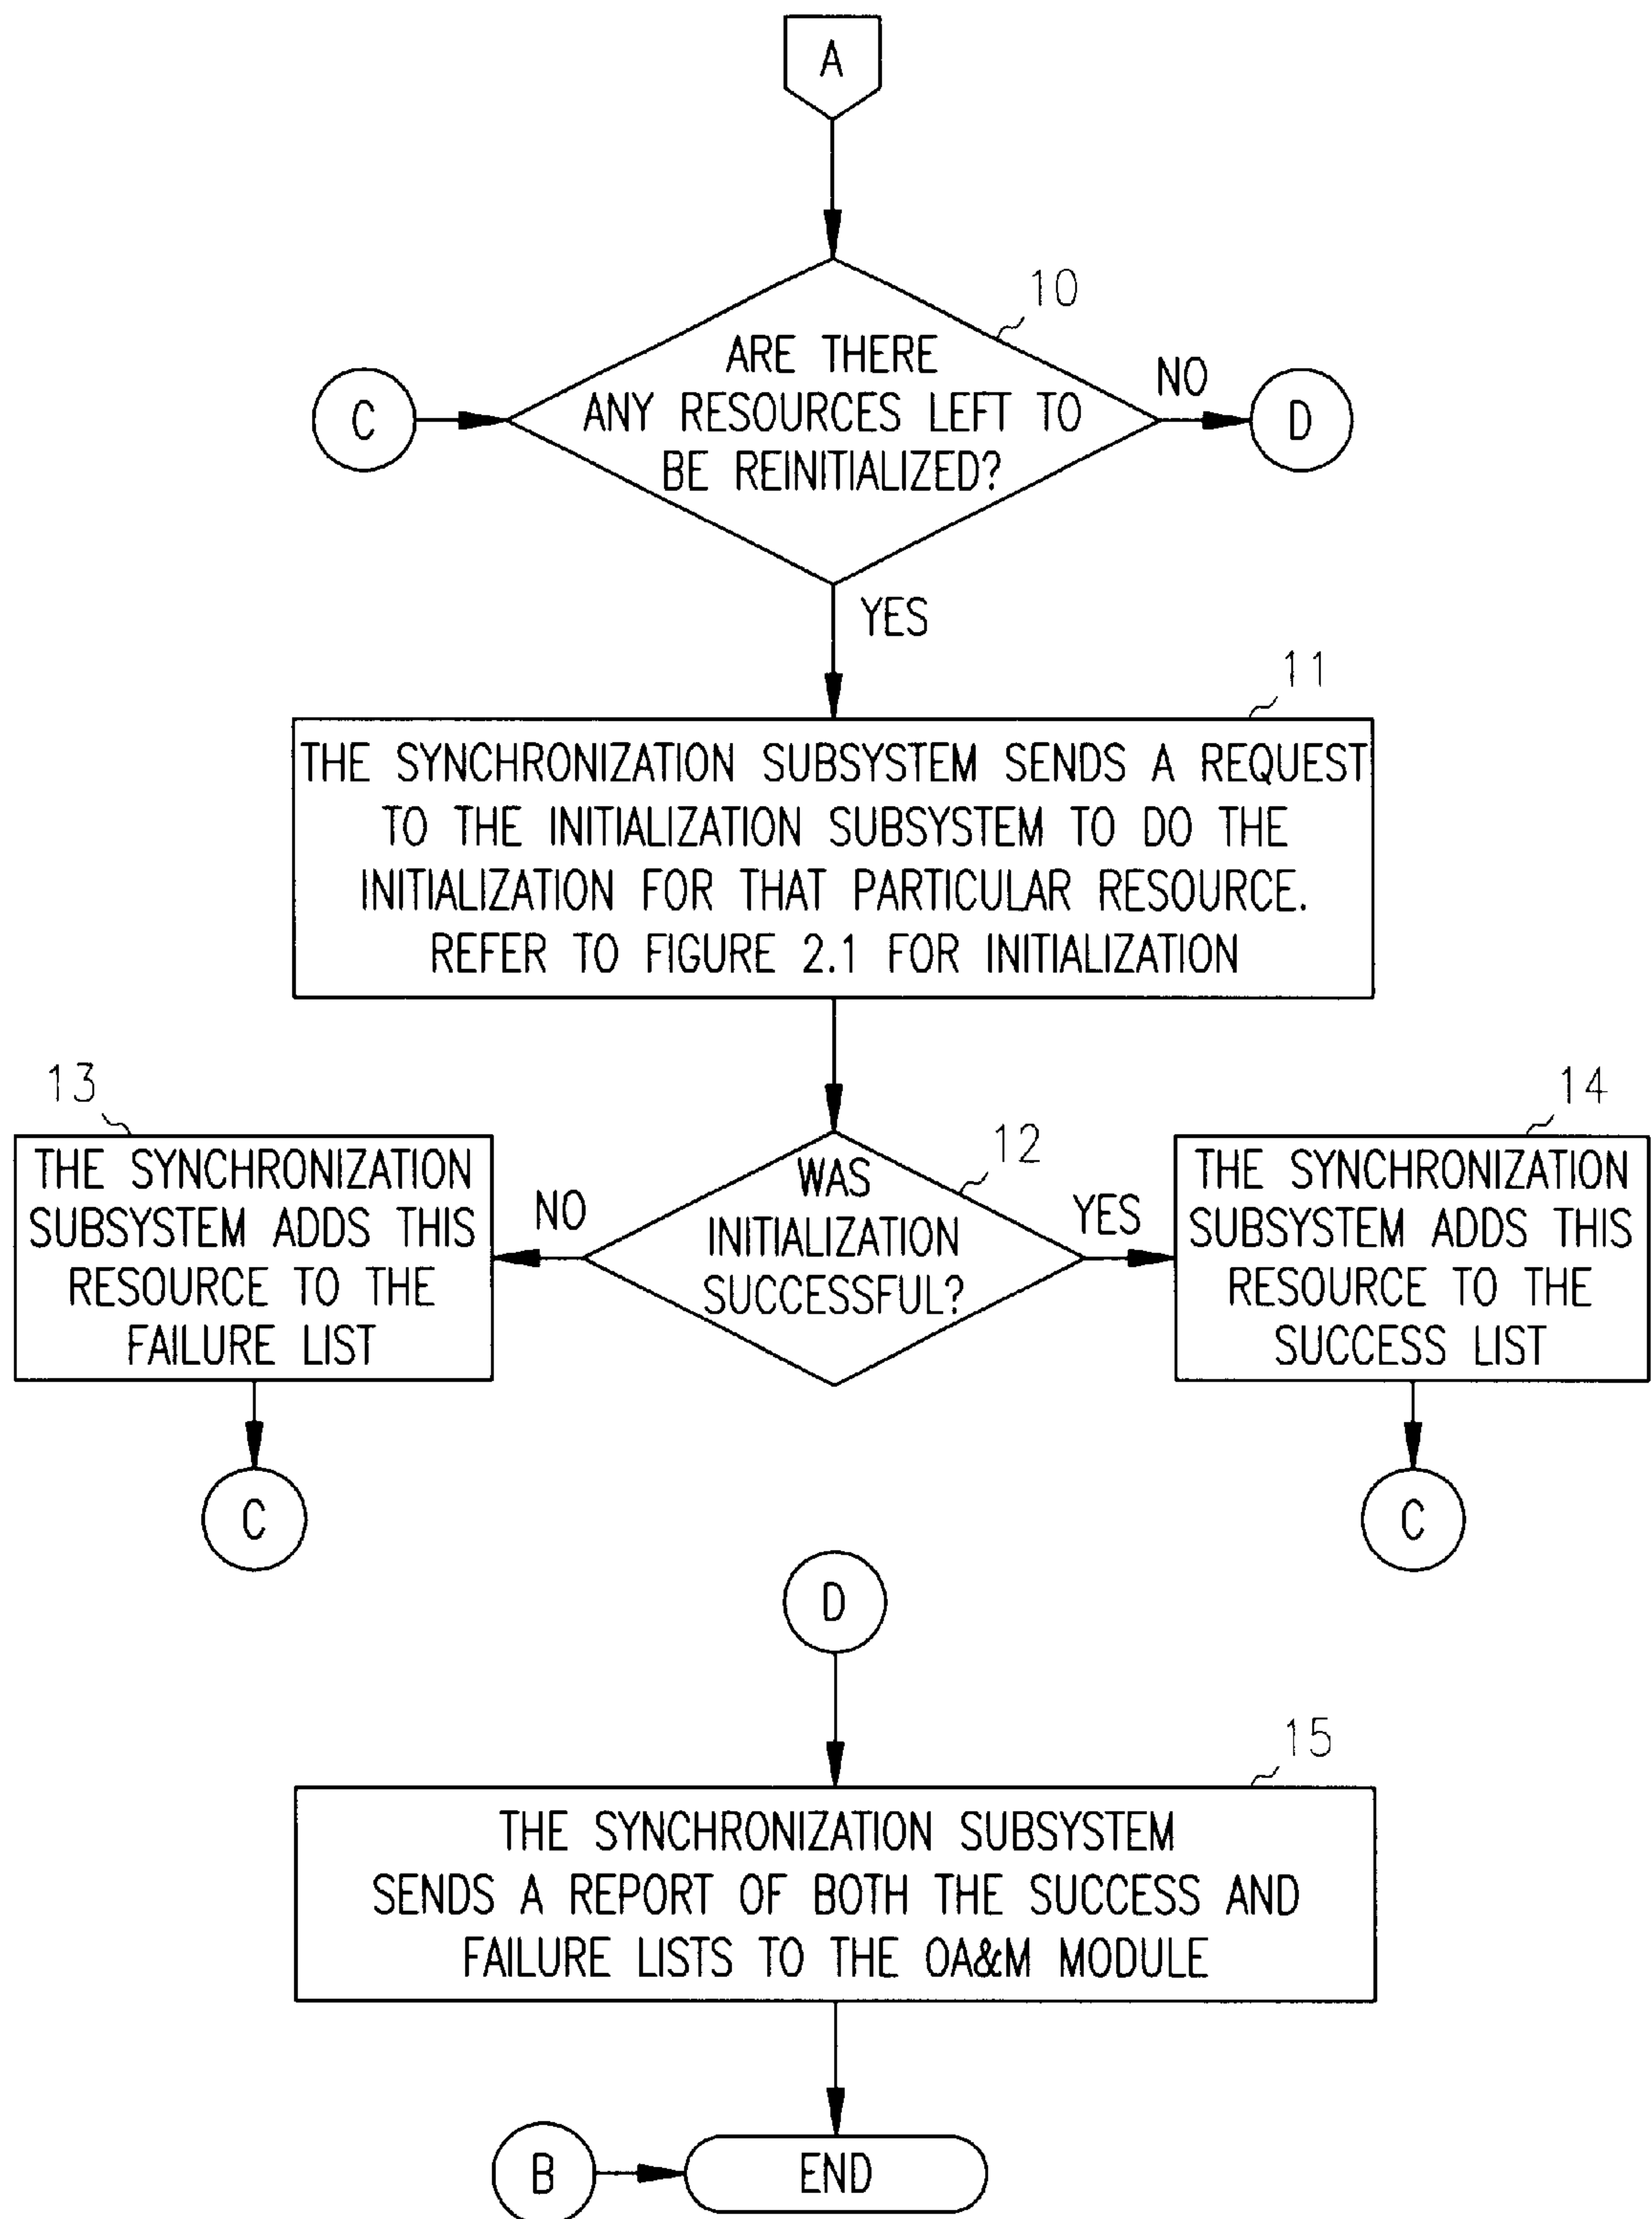 A
10
ARE THERE
ANY RESOURCES LEFT TO
BE REINITIALIZED?
C
NO
D
YES
11
THE SYNCHRONIZATION SUBSYSTEM SENDS A REQUEST
TO THE INITIALIZATION SUBSYSTEM TO DO THE
INITIALIZATION FOR THAT PARTICULAR RESOURCE.
REFER TO FIGURE 2.1 FOR INITIALIZATION
13
THE SYNCHRONIZATION
SUBSYSTEM ADDS THIS
RESOURCE TO THE
FAILURE LIST
NO
12
WAS
INITIALIZATION
SUCCESSFUL?
YES
14
THE SYNCHRONIZATION
SUBSYSTEM ADDS THIS
RESOURCE TO THE
SUCCESS LIST
C
C
D
15
THE SYNCHRONIZATION SUBSYSTEM
SENDS A REPORT OF BOTH THE SUCCESS AND
FAILURE LISTS TO THE OA&M MODULE
B
END